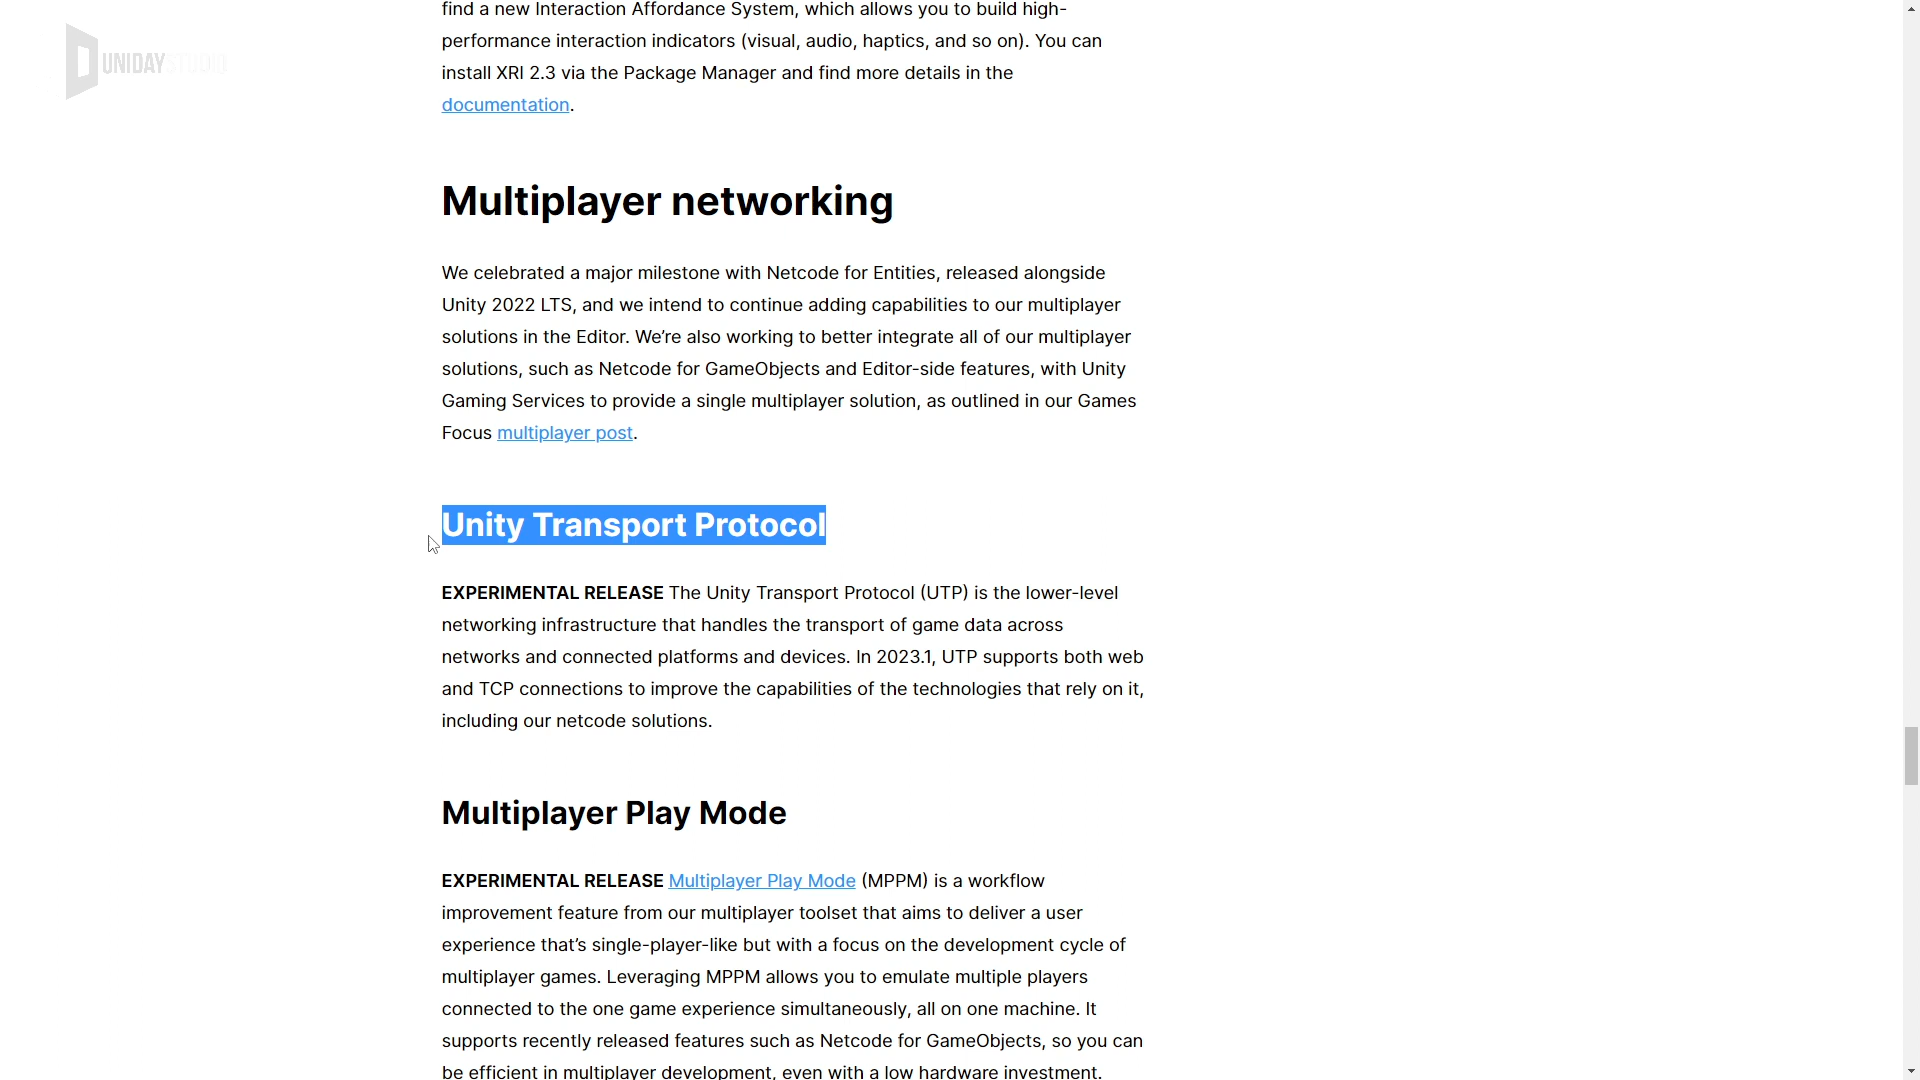 find a new Interaction Affordance System, which allows you to build high-
performance interaction indicators (visual, audio, haptics, and so on). You can
install XRI 2.3 via the Package Manager and find more details in the
documentation.
UNIDAYSTUDIO
Multiplayer networking
We celebrated a major milestone with Netcode for Entities, released alongside
Unity 2022 LTS, and we intend to continue adding capabilities to our multiplayer
solutions in the Editor. We’re also working to better integrate all of our multiplayer
solutions, such as Netcode for GameObjects and Editor-side features, with Unity
Gaming Services to provide a single multiplayer solution, as outlined in our Games
Focus multiplayer post.
Unity Transport Protocol
EXPERIMENTAL RELEASE The Unity Transport Protocol (UTP) is the lower-level
networking infrastructure that handles the transport of game data across
networks and connected platforms and devices. In 2023.1, UTP supports both web
and TCP connections to improve the capabilities of the technologies that rely on it,
including our netcode solutions.
Multiplayer Play Mode
EXPERIMENTAL RELEASE Multiplayer Play Mode (MPPM) is a workflow
improvement feature from our multiplayer toolset that aims to deliver a user
experience that’s single-player-like but with a focus on the development cycle of
multiplayer games. Leveraging MPPM allows you to emulate multiple players
connected to the one game experience simultaneously, all on one machine. It
supports recently released features such as Netcode for GameObjects, so you can
be efficient in multiplayer development, even with a low hardware investment.